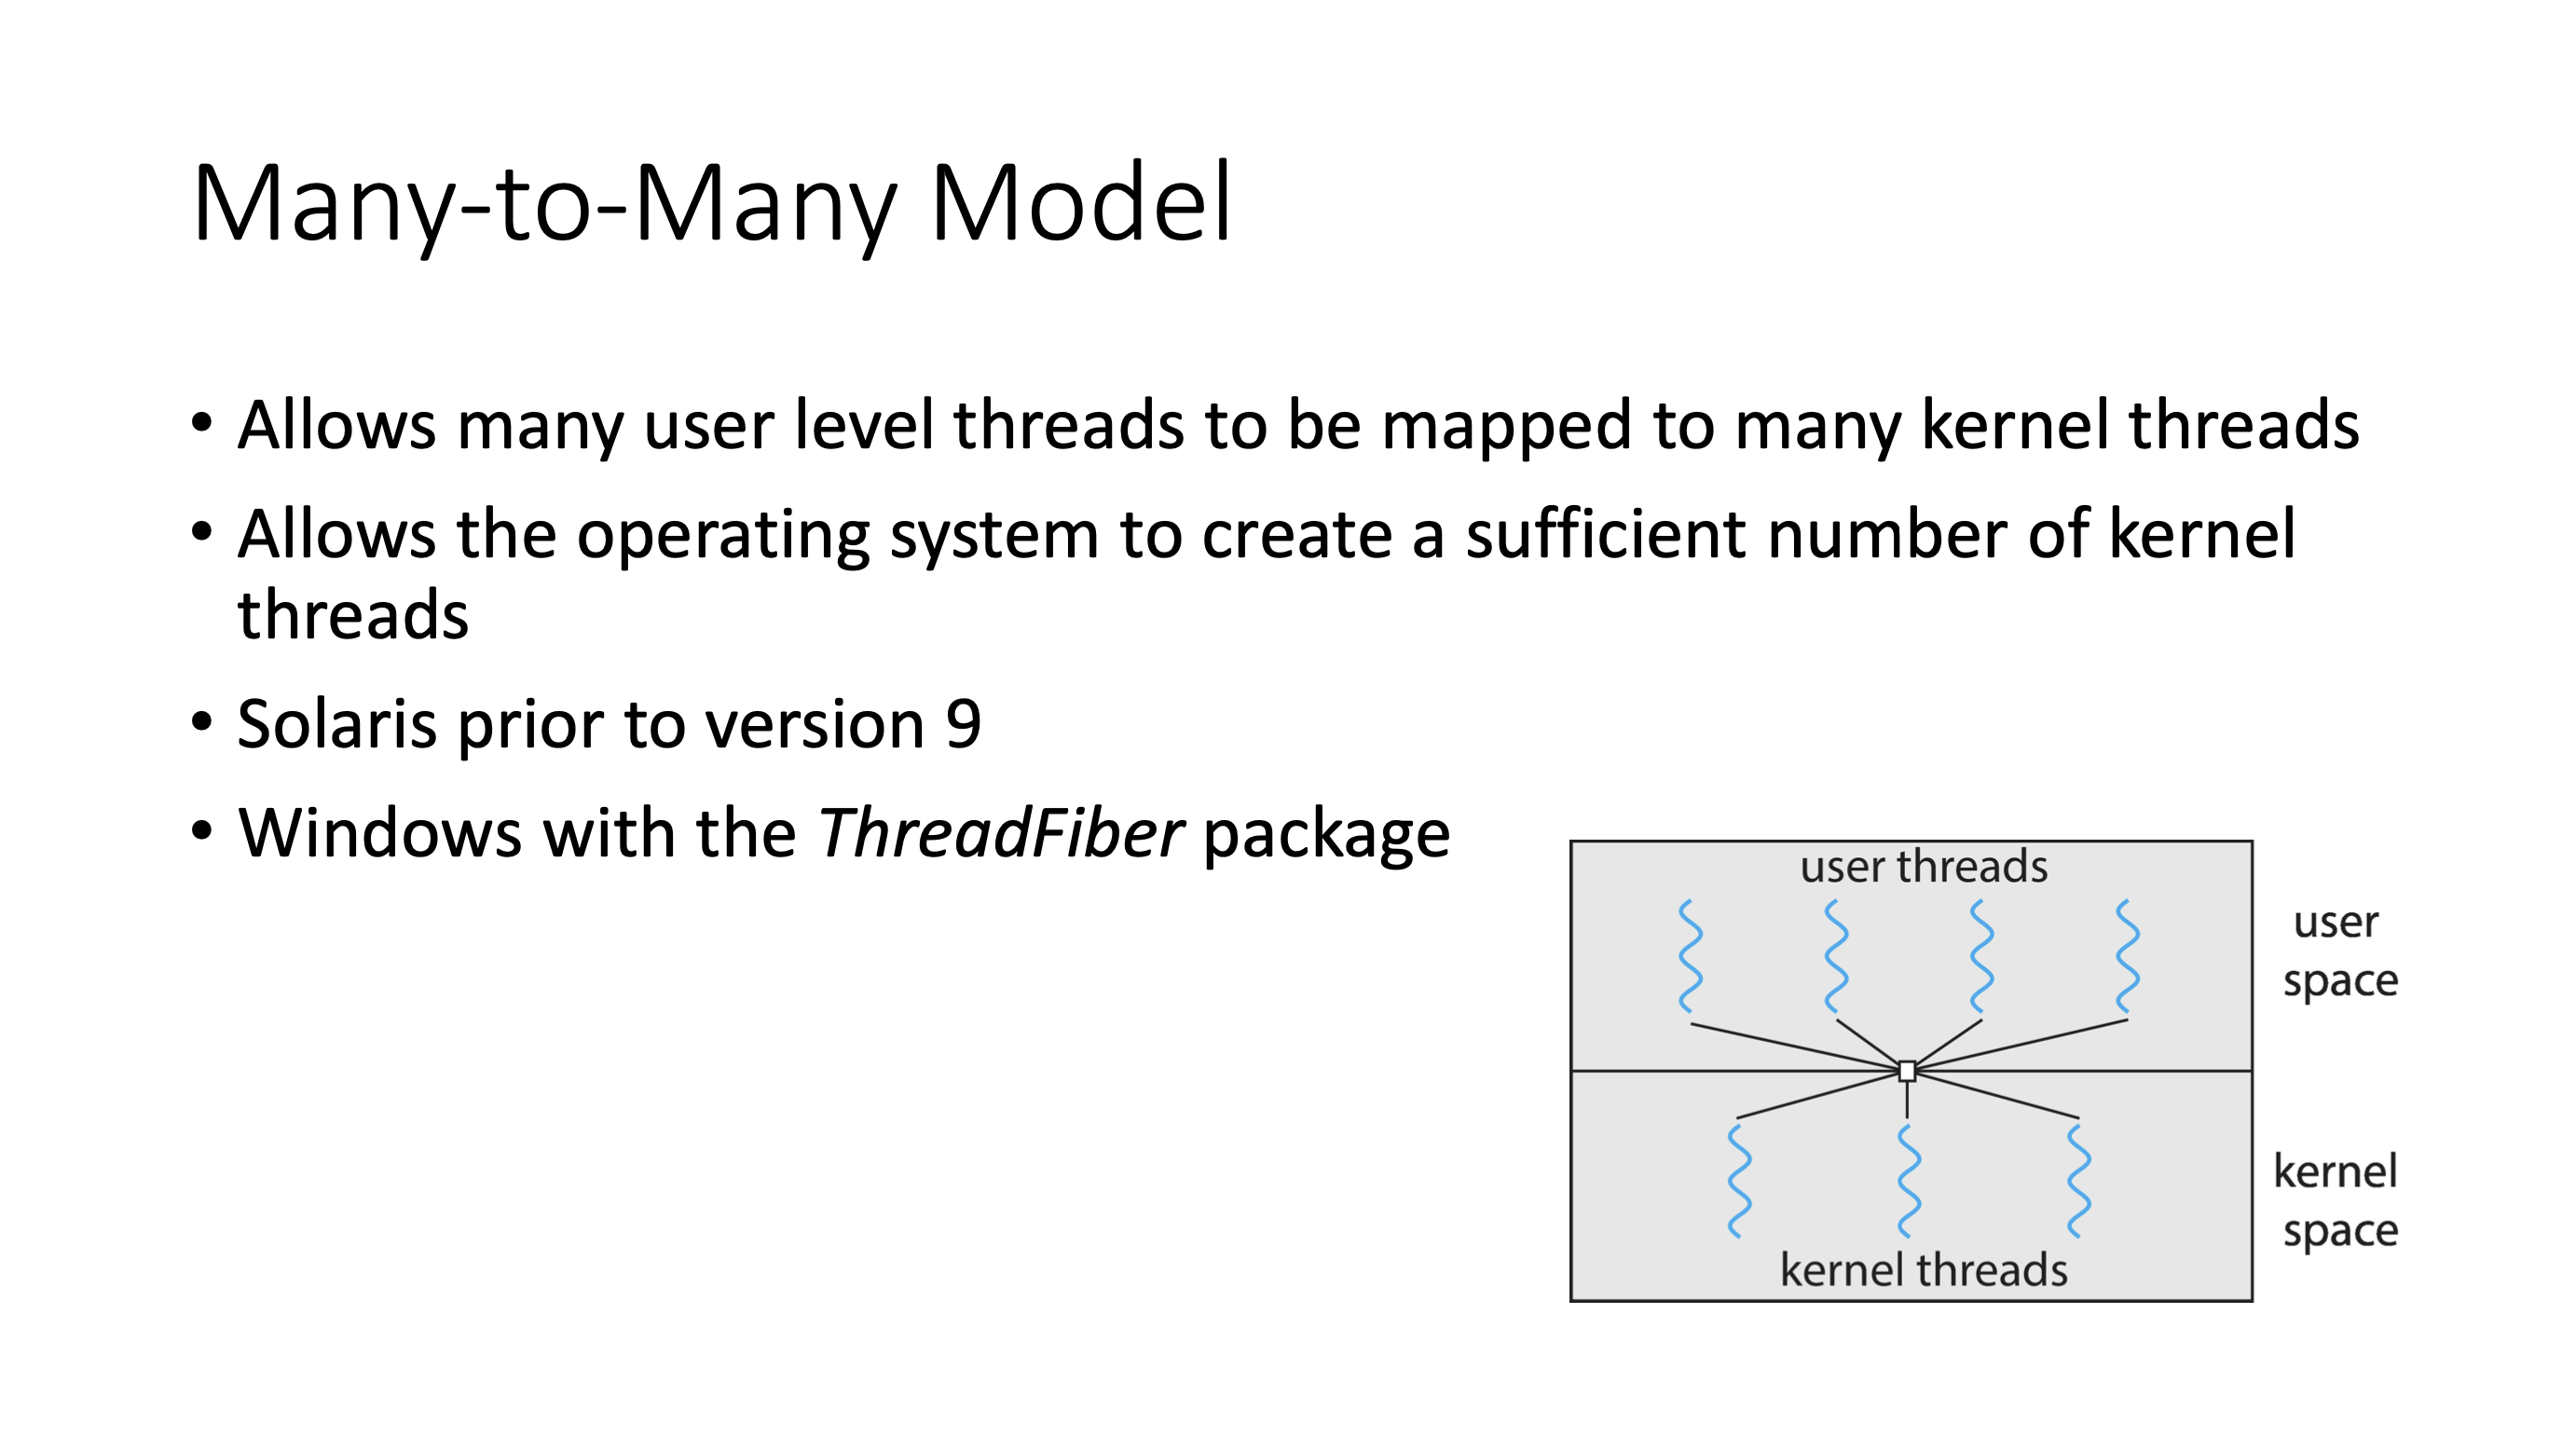 Many-to-Many Model
• Allows many user level threads to be mapped to many kernel threads
• Allows the operating system to create a sufficient number of kernel
threads
• Solaris prior to version 9
• Windows with the ThreadFiber package
user threads
user
space
kernel
space
kernel threads